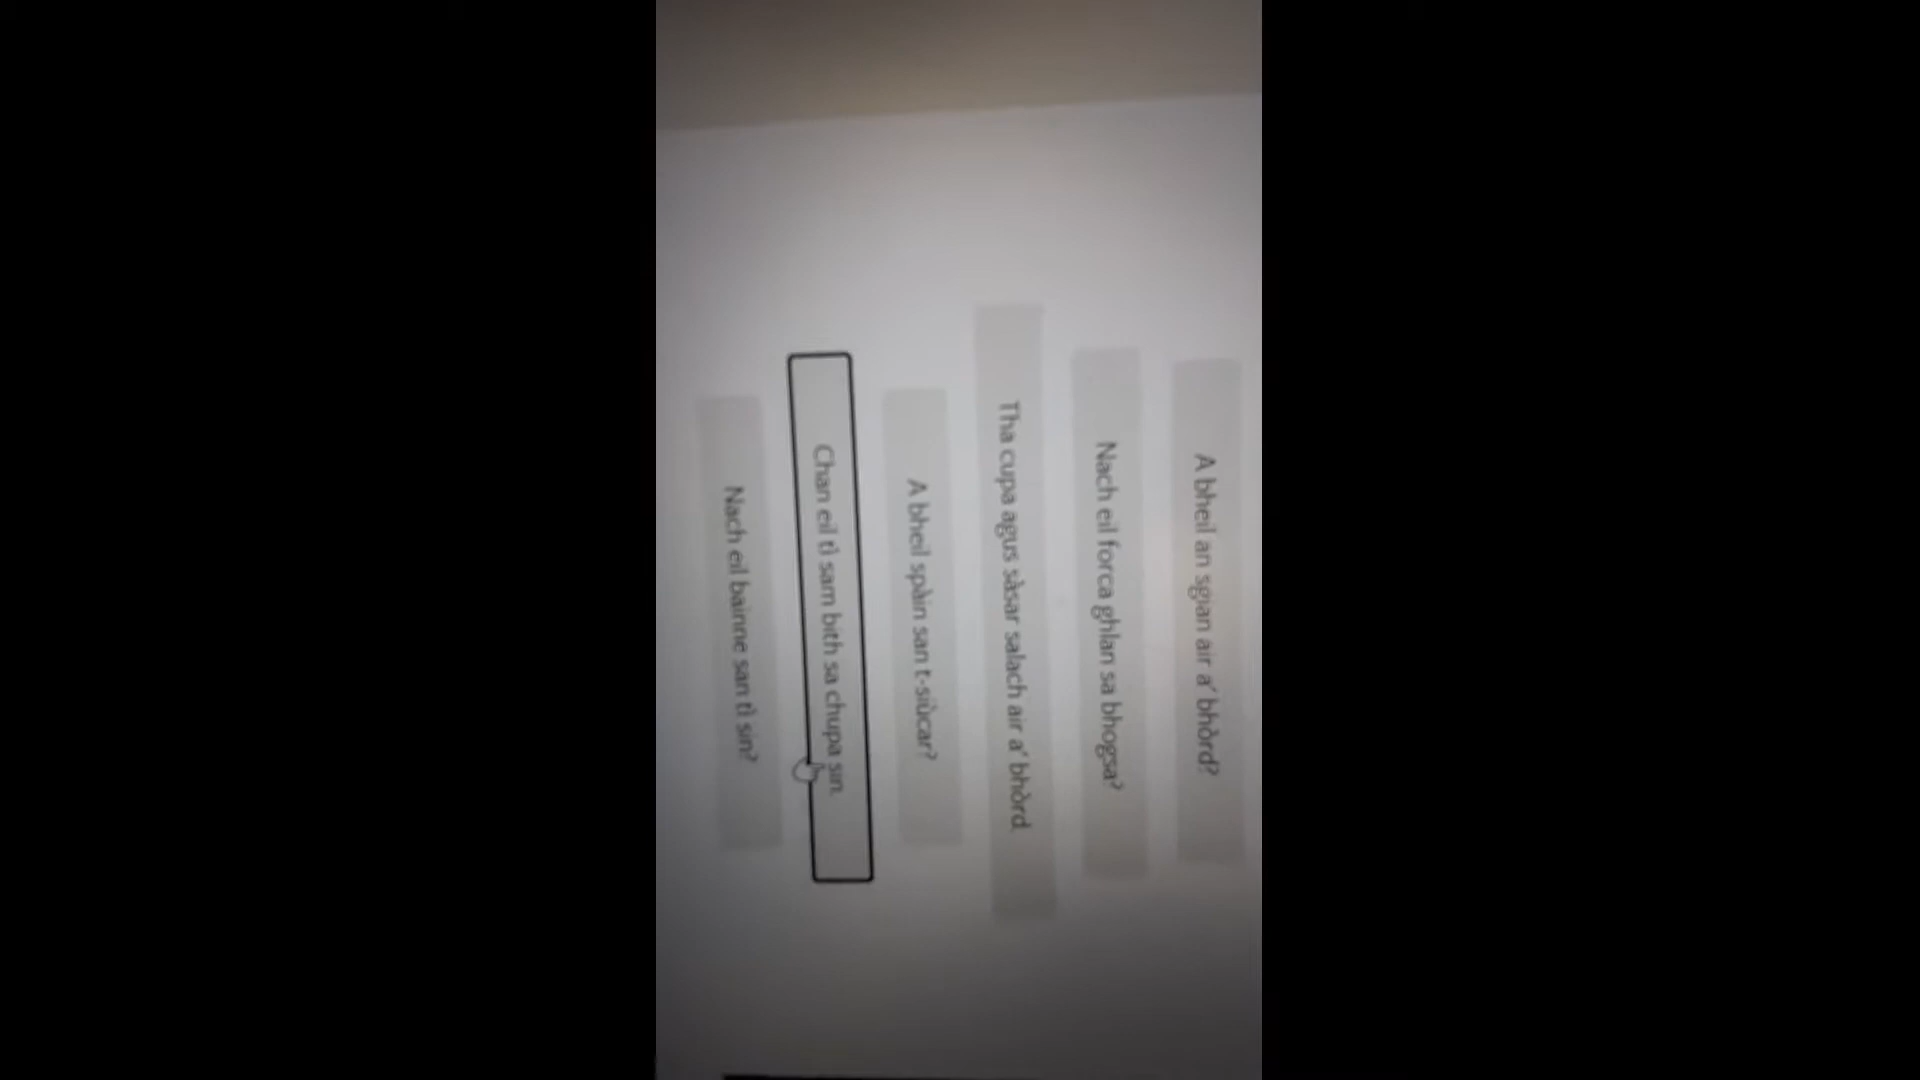 A bheil an sgian air a' bhòrd?
Nach eil forca ghlan sa bhogsa?
Tha cupa agus sàsar salach air a' bhòrd.
A bheil spàin san t-siùcar?
Chan eil tì sam bith sa chupa sin.
Nach eil bainne san tì sin?